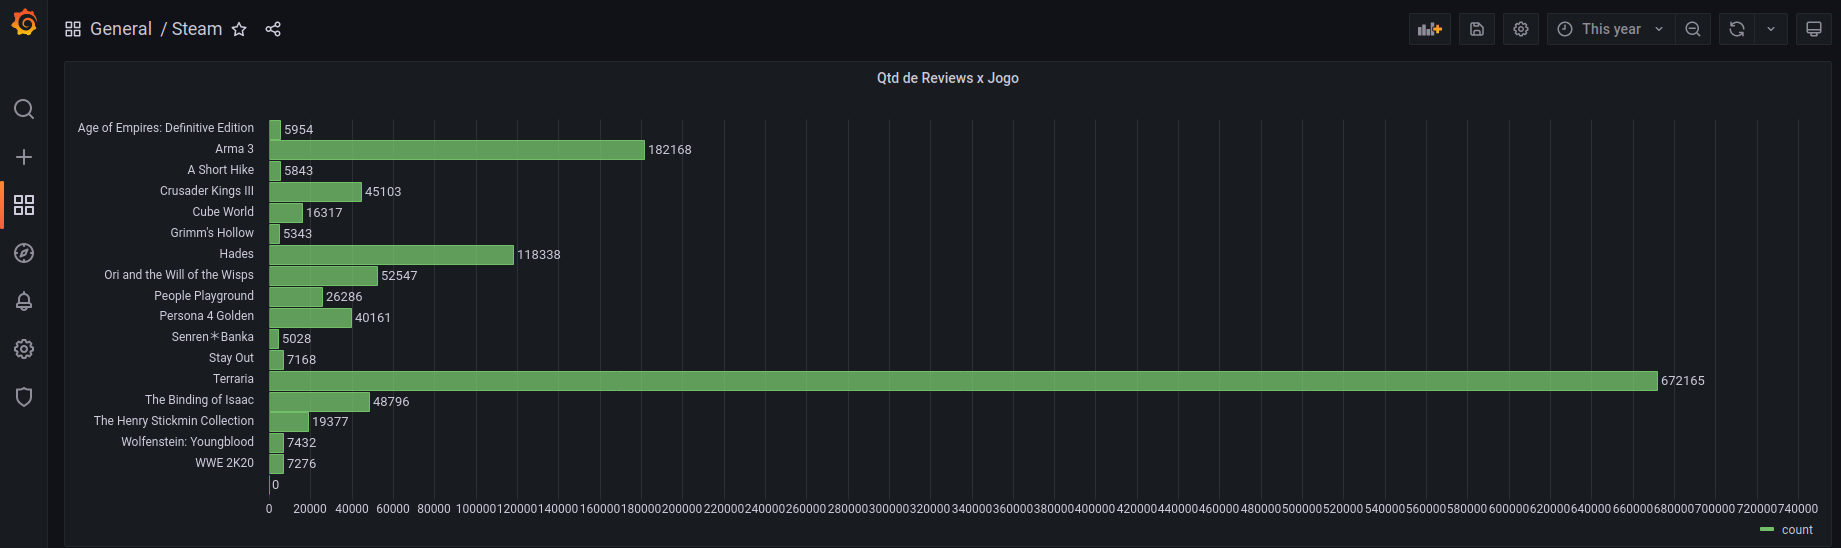 General / Steam
This year
Qtd de Reviews x Jogo
Age of Empires: Definitive Edition 5954
Arma 3 182168
A Short Hike 5843
Crusader Kings III 45103
Cube World 16317
Grimm's Hollow 5343
Hades 118338
Ori and the Will of the Wisps 52547
People Playground 26286
Persona 4 Golden 40161
Senren＊Banka 5028
Stay Out 7168
Terraria 672165
The Binding of Isaac 48796
The Henry Stickmin Collection 19377
Wolfenstein: Youngblood 7432
WWE 2K20 7276
0
0 20000 40000 60000 80000 100000 120000 140000 160000 180000 200000 220000 240000 260000 280000 300000 320000 340000 360000 380000 400000 420000 440000 460000 480000 500000 520000 540000 560000 580000 600000 620000 640000 660000 680000 700000 720000 740000
count